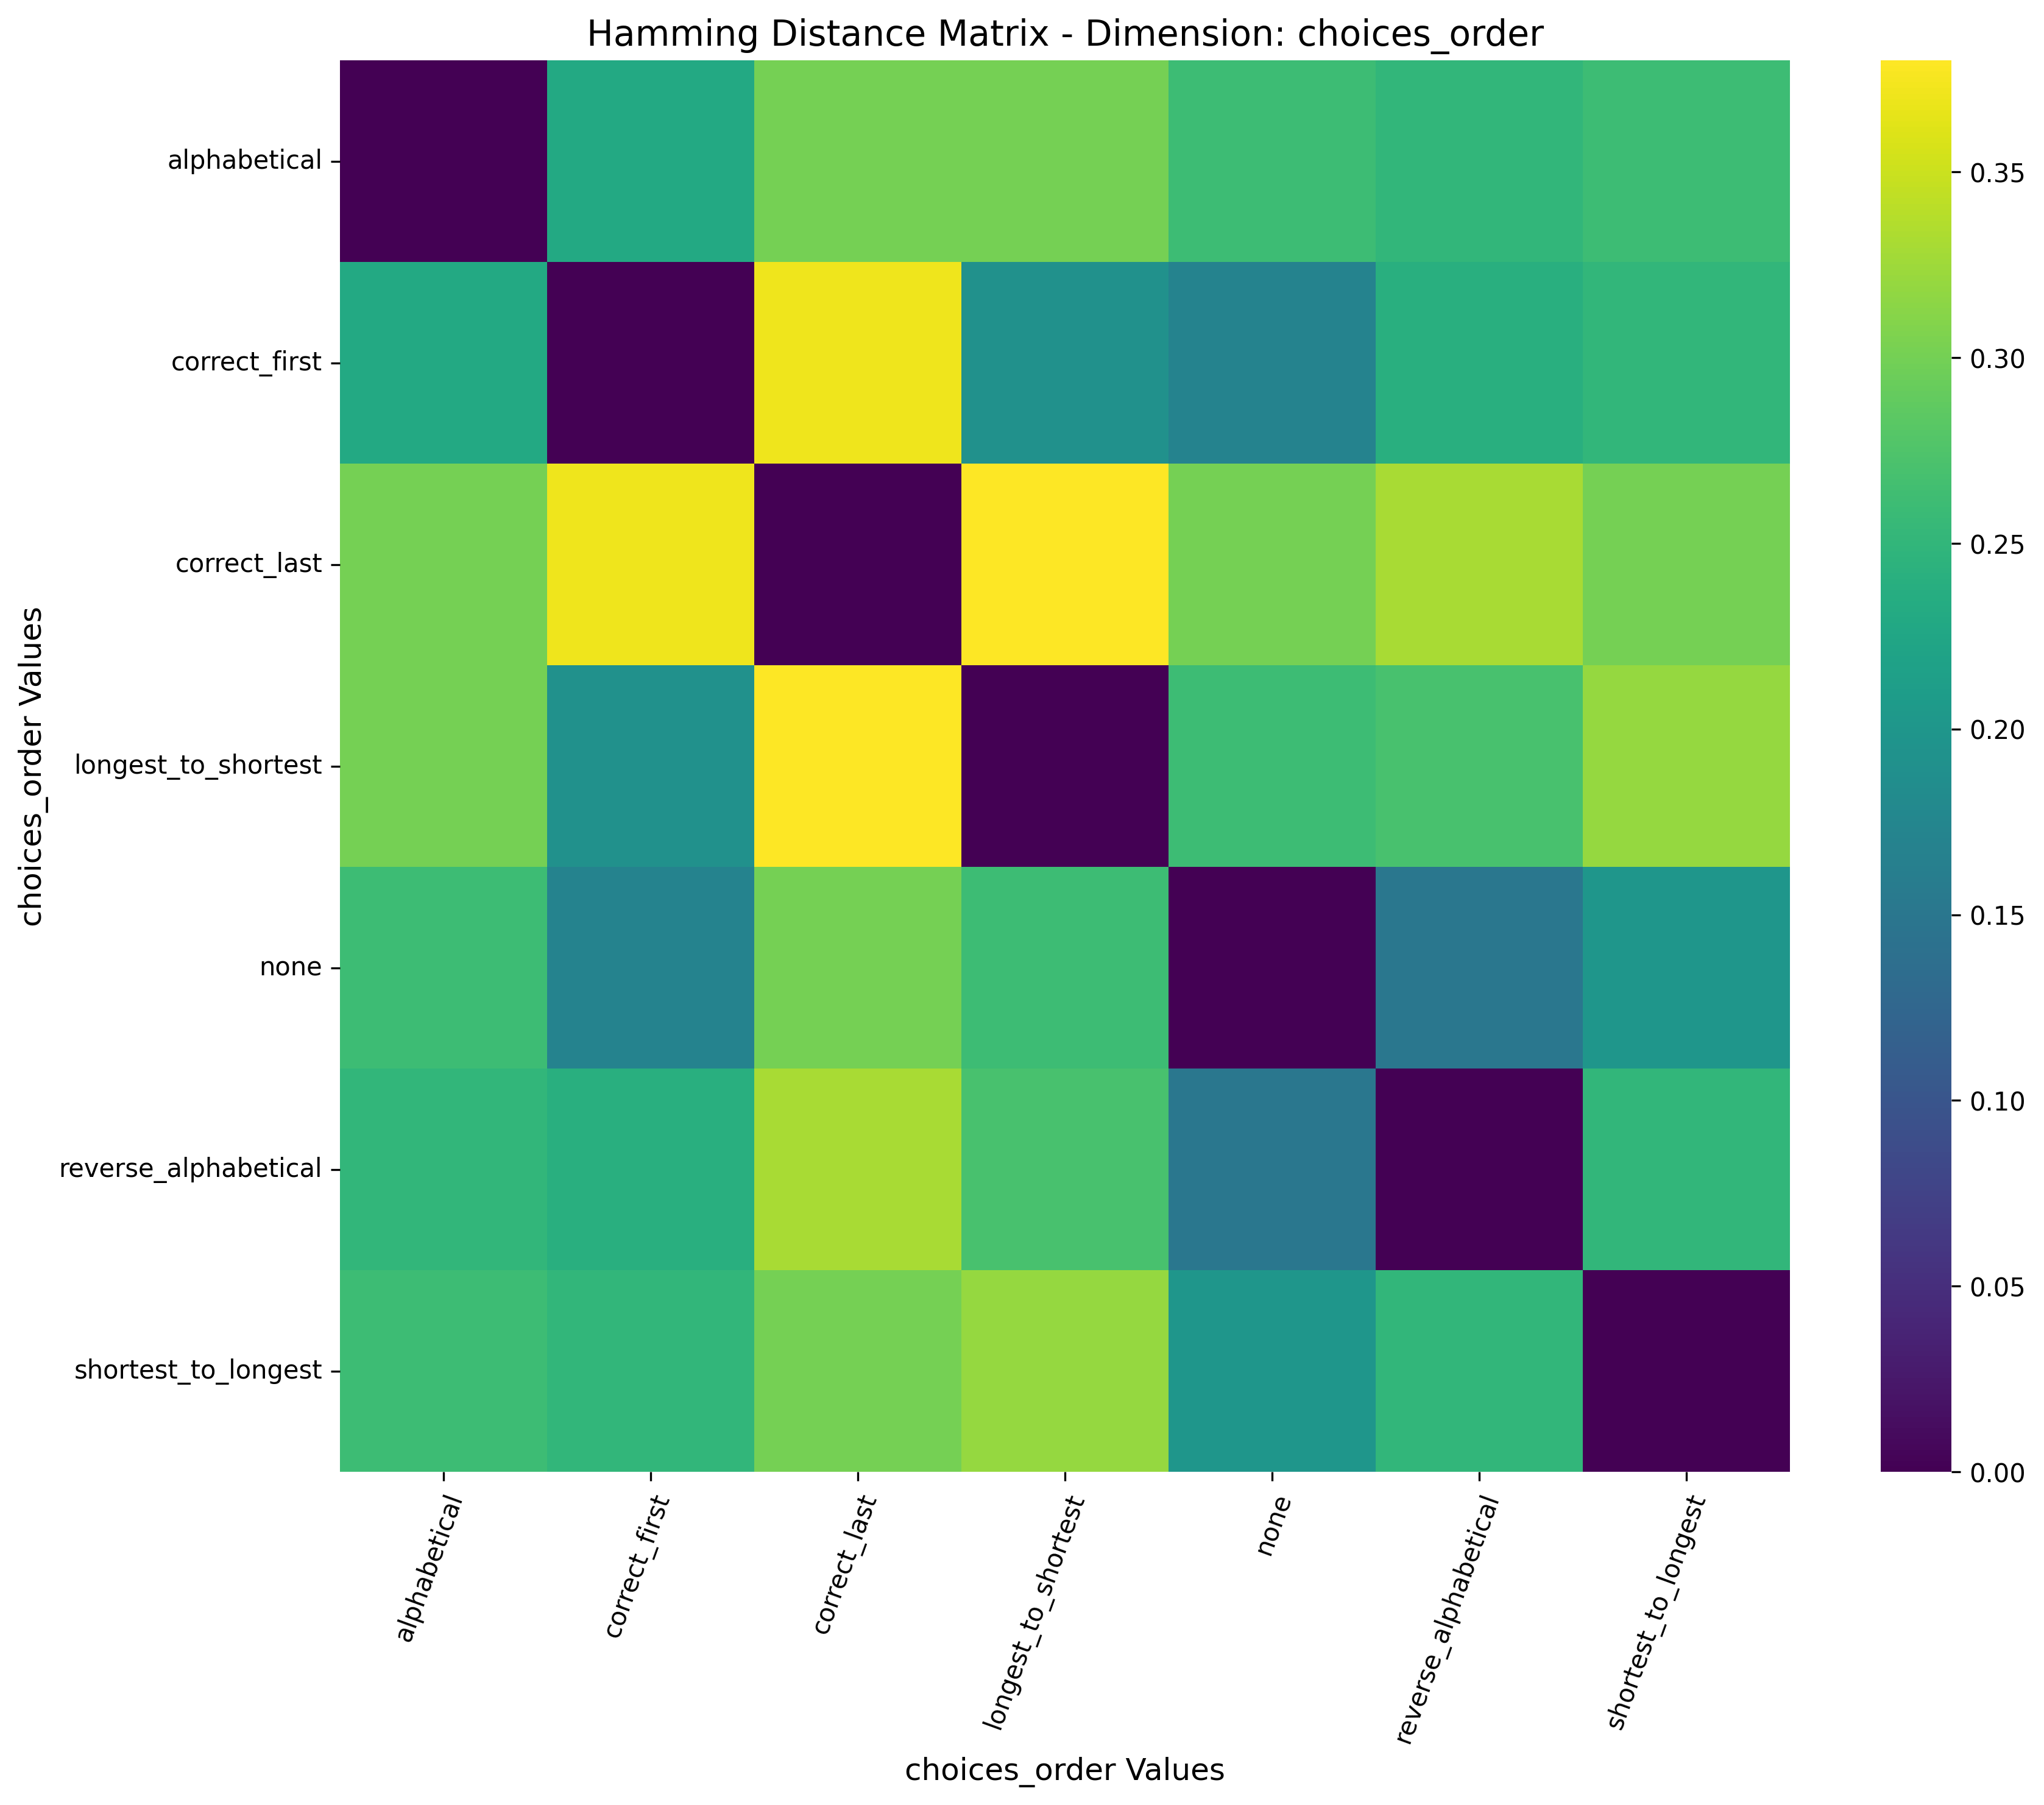 Hamming Distance Matrix - Dimension: choices_order
choices_order Values
alphabetical
correct_first
correct_last
longest_to_shortest
none
reverse_alphabetical
shortest_to_longest
alphabetical
correct_first
correct_last
longest_to_shortest
none
reverse_alphabetical
shortest_to_longest
choices_order Values
0.35
0.30
0.25
0.20
0.15
0.10
0.05
0.00